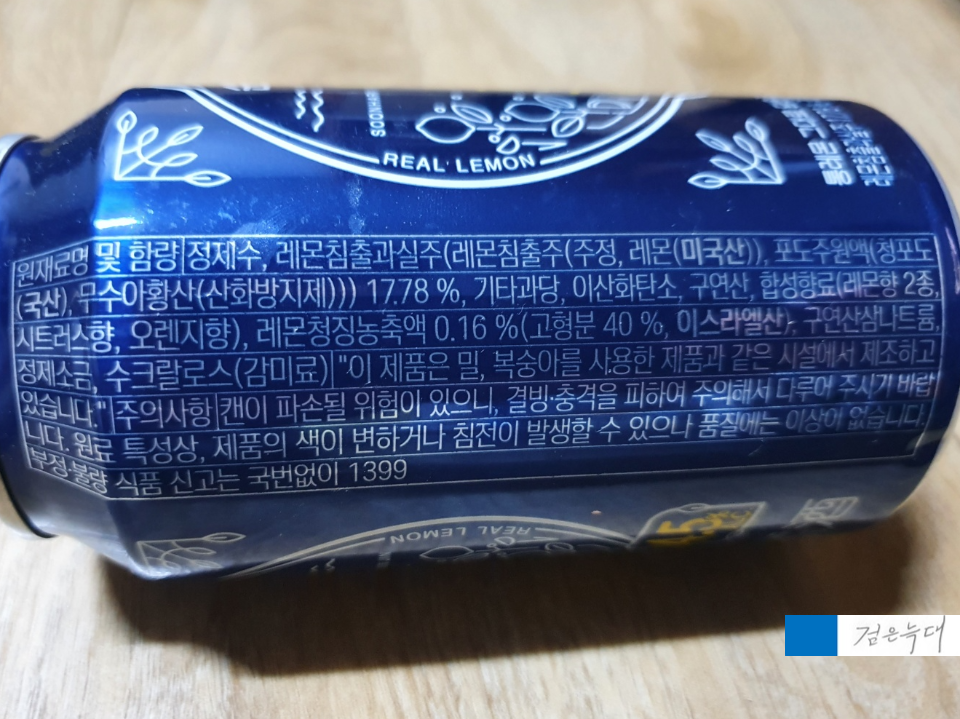 SOONHA
REAL LEMON
통레몬 그대로
원재료명 및 함량 정제수, 레몬침출과실주(레몬침출주(주정, 레몬(미국산)), 포도주원액(청포도
(국산), 무수아황산(산화방지제))) 17.78 %, 기타과당, 이산화탄소, 구연산, 합성향료(레몬향 2종,
시트러스향, 오렌지향), 레몬청징농축액 0.16 %(고형분 40 %, 이스라엘산), 구연산삼나트륨,
정제소금, 수크랄로스(감미료) "이 제품은 밀, 복숭아를 사용한 제품과 같은 시설에서 제조하고
있습니다." 주의사항 캔이 파손될 위험이 있으니, 결빙·충격을 피하여 주의해서 다루어 주시기 바랍
니다. 원료 특성상, 제품의 색이 변하거나 침전이 발생할 수 있으나 품질에는 이상이 없습니다.
부정·불량 식품 신고는 국번없이 1399
REAL LEMON
4.5
검은늑대